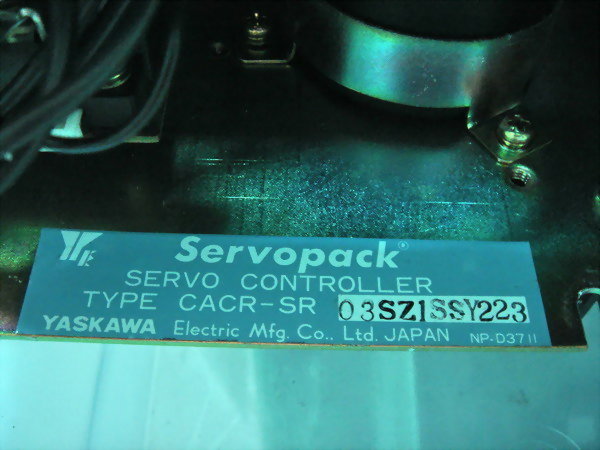 Servopack®
SERVO CONTROLLER
TYPE CACR-SR 03SZ1SSY223
YASKAWA Electric Mfg. Co., Ltd. JAPAN NP-D3711